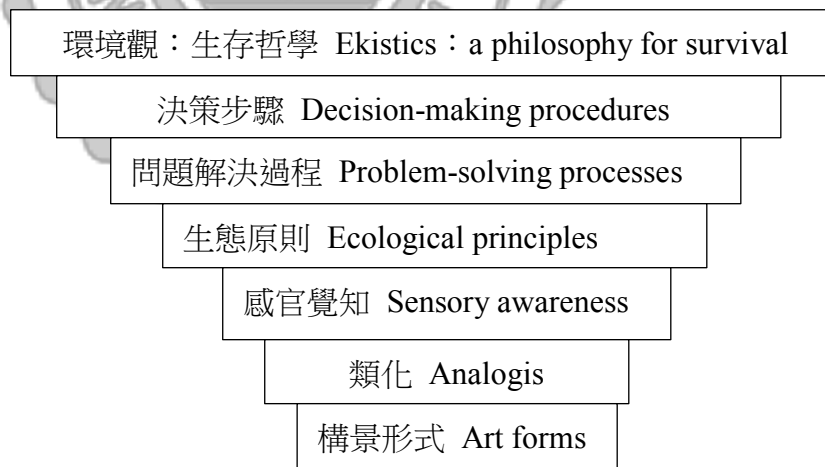 環境觀：生存哲學 Ekistics：a philosophy for survival
決策步驟 Decision-making procedures
問題解決過程 Problem-solving processes
生態原則 Ecological principles
感官覺知 Sensory awareness
類化 Analogis
構景形式 Art forms